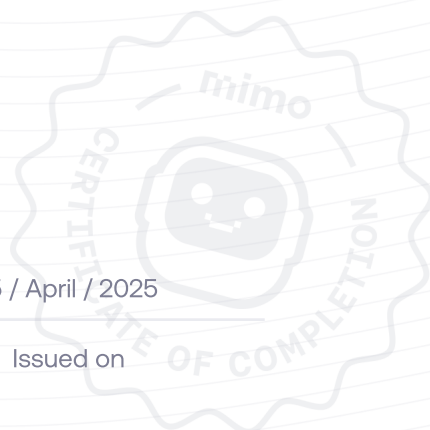 mimo
CERTIFICATE OF COMPLETION
/ April / 2025
Issued on